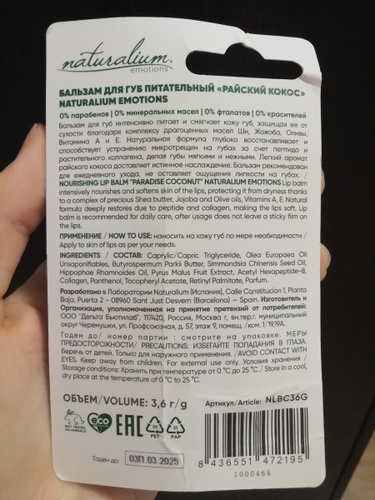 naturalium.
emotions
БАЛЬЗАМ ДЛЯ ГУБ ПИТАТЕЛЬНЫЙ «РАЙСКИЙ КОКОС»
NATURALIUM EMOTIONS
0% парабенов | 0% минеральных масел | 0% фталатов | 0% красителей
Бальзам для губ интенсивно питает и смягчает кожу губ, защищая ее от
сухости благодаря комплексу драгоценных масел Ши, Жожоба, Оливы,
Витамина А и Е. Натуральная формула глубоко восстанавливает и
способствует устранению микротрещин на губах за счет пептида и
растительного коллагена, делая губы мягкими и нежными. Легкий аромат
райского кокоса доставляет истинное наслаждение. Бальзам рекомендован
для ежедневного ухода, не оставляет ощущения липкости на губах. /
NOURISHING LIP BALM "PARADISE COCONUT" NATURALIUM EMOTIONS Lip balm
intensively nourishes and softens skin of the lips, protecting it from dryness thanks
to a complex of precious Shea butter, Jojoba and Olive oils, Vitamins A, E. Natural
formula deeply restores due to peptide and collagen, making the lips soft. Lip
balm is recommended for daily care, after usage does not leave a sticky film on
the lips.
ПРИМЕНЕНИЕ / HOW TO USE: наносить на кожу губ по мере необходимости /
Apply to skin of lips as per your needs.
INGREDIENTS / СОСТАВ: Caprylic/Capric Triglyceride, Olea Europaea Oil
Unsaponifiables, Butyrospermum Parkii Butter, Simmondsia Chinensis Seed Oil,
Hippophae Rhamnoides Oil, Pyrus Malus Fruit Extract, Acetyl Hexapeptide-8,
Collagen, Panthenol, Tocopheryl Acetate, Retinyl Palmitate, Parfum.
Разработано в Лаборатории Naturalium (Испания), Calle Constitució 1, Planta
Baja, Puerta 2 – 08960 Sant Just Desvern (Barcelona) — Spain. Изготовитель и
Организация, уполномоченная на принятие претензий от потребителя:
ООО "Дельта Биотиплаб", 117420, Россия, Москва г, вн.тер.г. муниципальный
округ Черемушки, ул. Профсоюзная, д. 57, этаж 9, помещ./ком. 1/19,19А.
Годен до/ номер партии : смотрите на упаковке. МЕРЫ
ПРЕДОСТОРОЖНОСТИ/ PRECAUTIONS: ИЗБЕГАЙТЕ ПОПАДАНИЯ В ГЛАЗА.
Беречь от детей. Только для наружного применения. /AVOID CONTACT WITH
EYES. Keep away from children. For external use only. Условия хранения /
Storage conditions: Хранить при температуре от 0 °C до 25 °C / Store in a cool,
dry place at the temperature of 0 °C to 25 °C.
ОБЪЕМ/VOLUME: 3,6 г/g
Артикул/Article: NLBC36G
eco
EAC
PET
PAP
ГОДЕН ДО 03П.03.2025
8 436551 472195
1000466